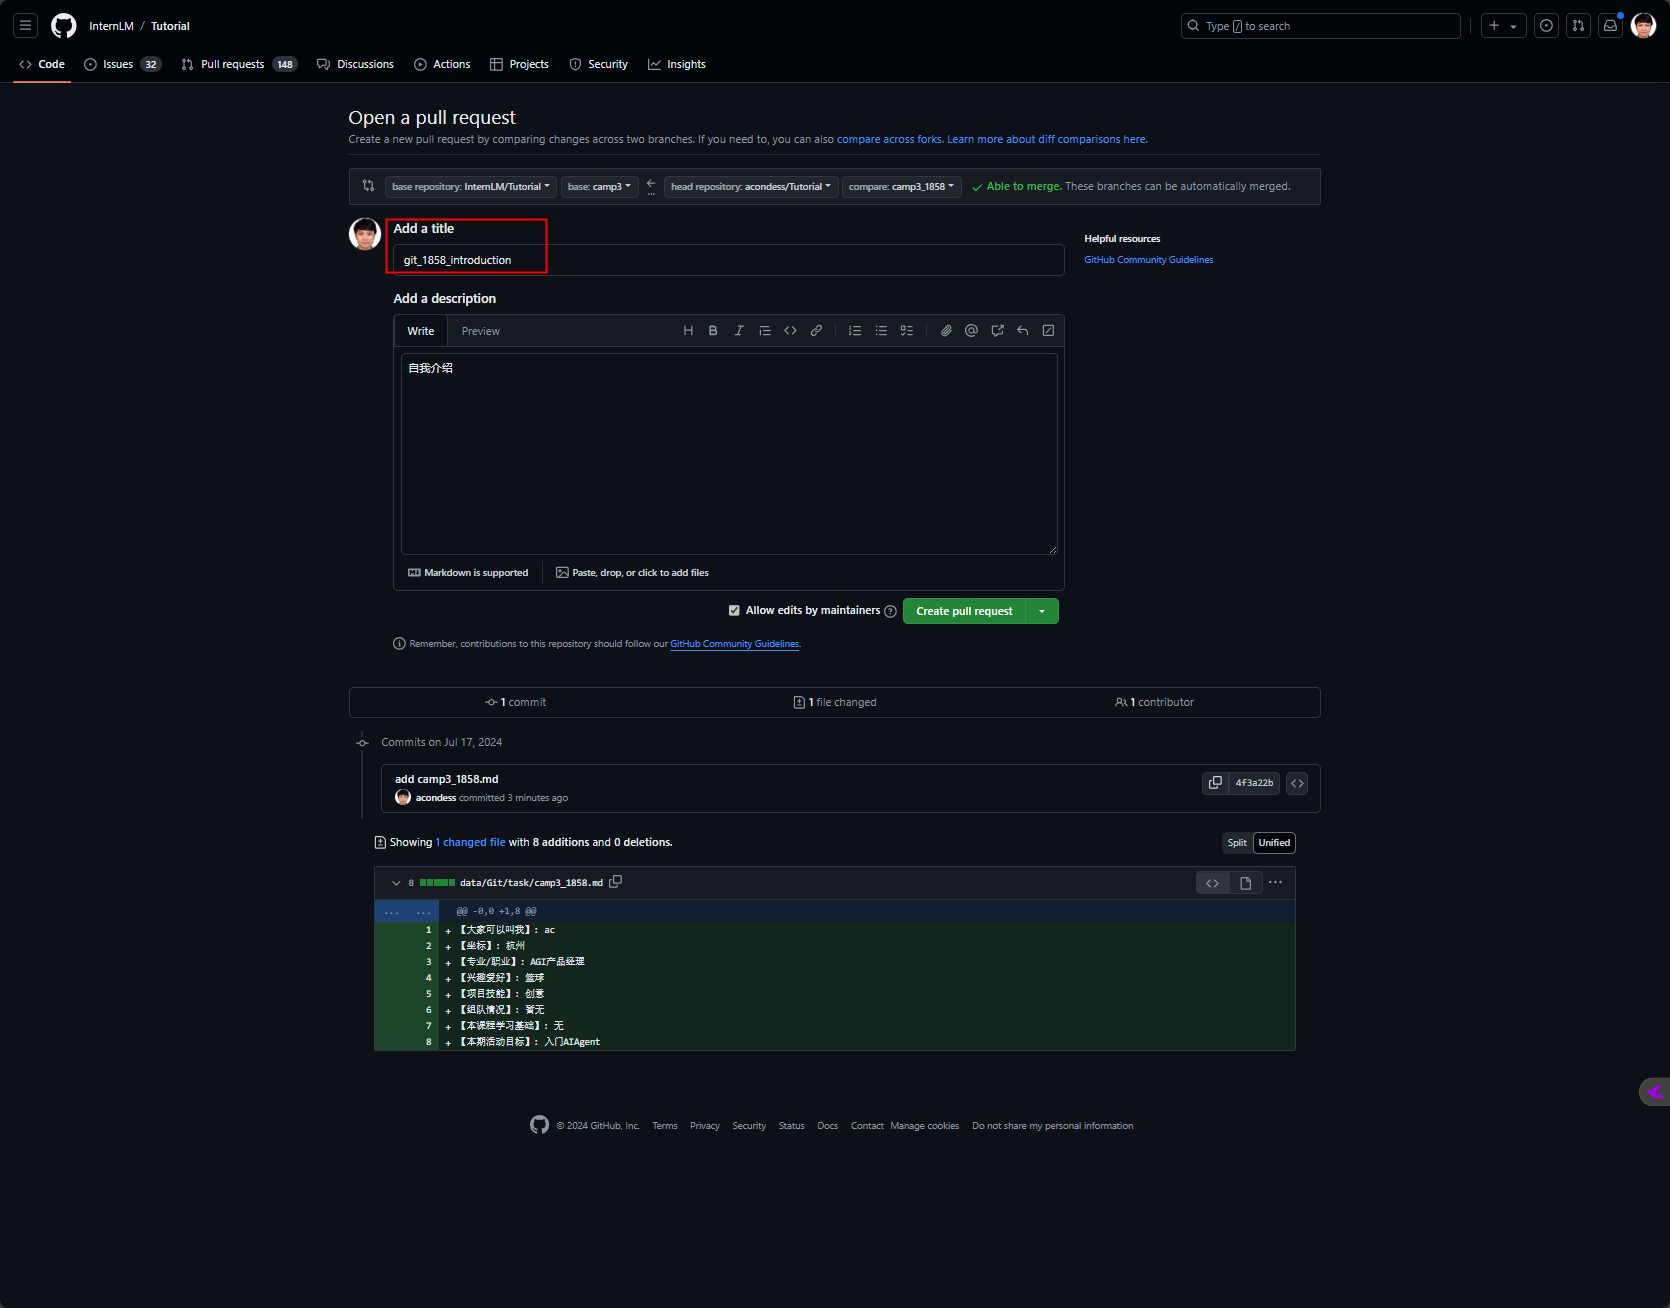 InternLM / Tutorial
Type / to search
Code Issues 32 Pull requests 148 Discussions Actions Projects Security Insights
Open a pull request
Create a new pull request by comparing changes across two branches. If you need to, you can also compare across forks. Learn more about diff comparisons here.
base repository: InternLM/Tutorial base: camp3 head repository: acondess/Tutorial compare: camp3_1858 Able to merge. These branches can be automatically merged.
Add a title
git_1858_introduction
Helpful resources
GitHub Community Guidelines
Add a description
Write Preview
自我介绍
Markdown is supported Paste, drop, or click to add files
Allow edits by maintainers Create pull request
Remember, contributions to this repository should follow our GitHub Community Guidelines.
1 commit 1 file changed 1 contributor
Commits on Jul 17, 2024
add camp3_1858.md
acondess committed 3 minutes ago
4f3a22b
Showing 1 changed file with 8 additions and 0 deletions.
Split Unified
8 data/Git/task/camp3_1858.md
... ... @@ -0,0 +1,8 @@
1 + 【大家可以叫我】: ac
2 + 【坐标】: 杭州
3 + 【专业/职业】: AGI产品经理
4 + 【兴趣爱好】: 篮球
5 + 【项目技能】: 创意
6 + 【组队情况】: 暂无
7 + 【本课程学习基础】: 无
8 + 【本期活动目标】: 入门AIAgent
© 2024 GitHub, Inc. Terms Privacy Security Status Docs Contact Manage cookies Do not share my personal information